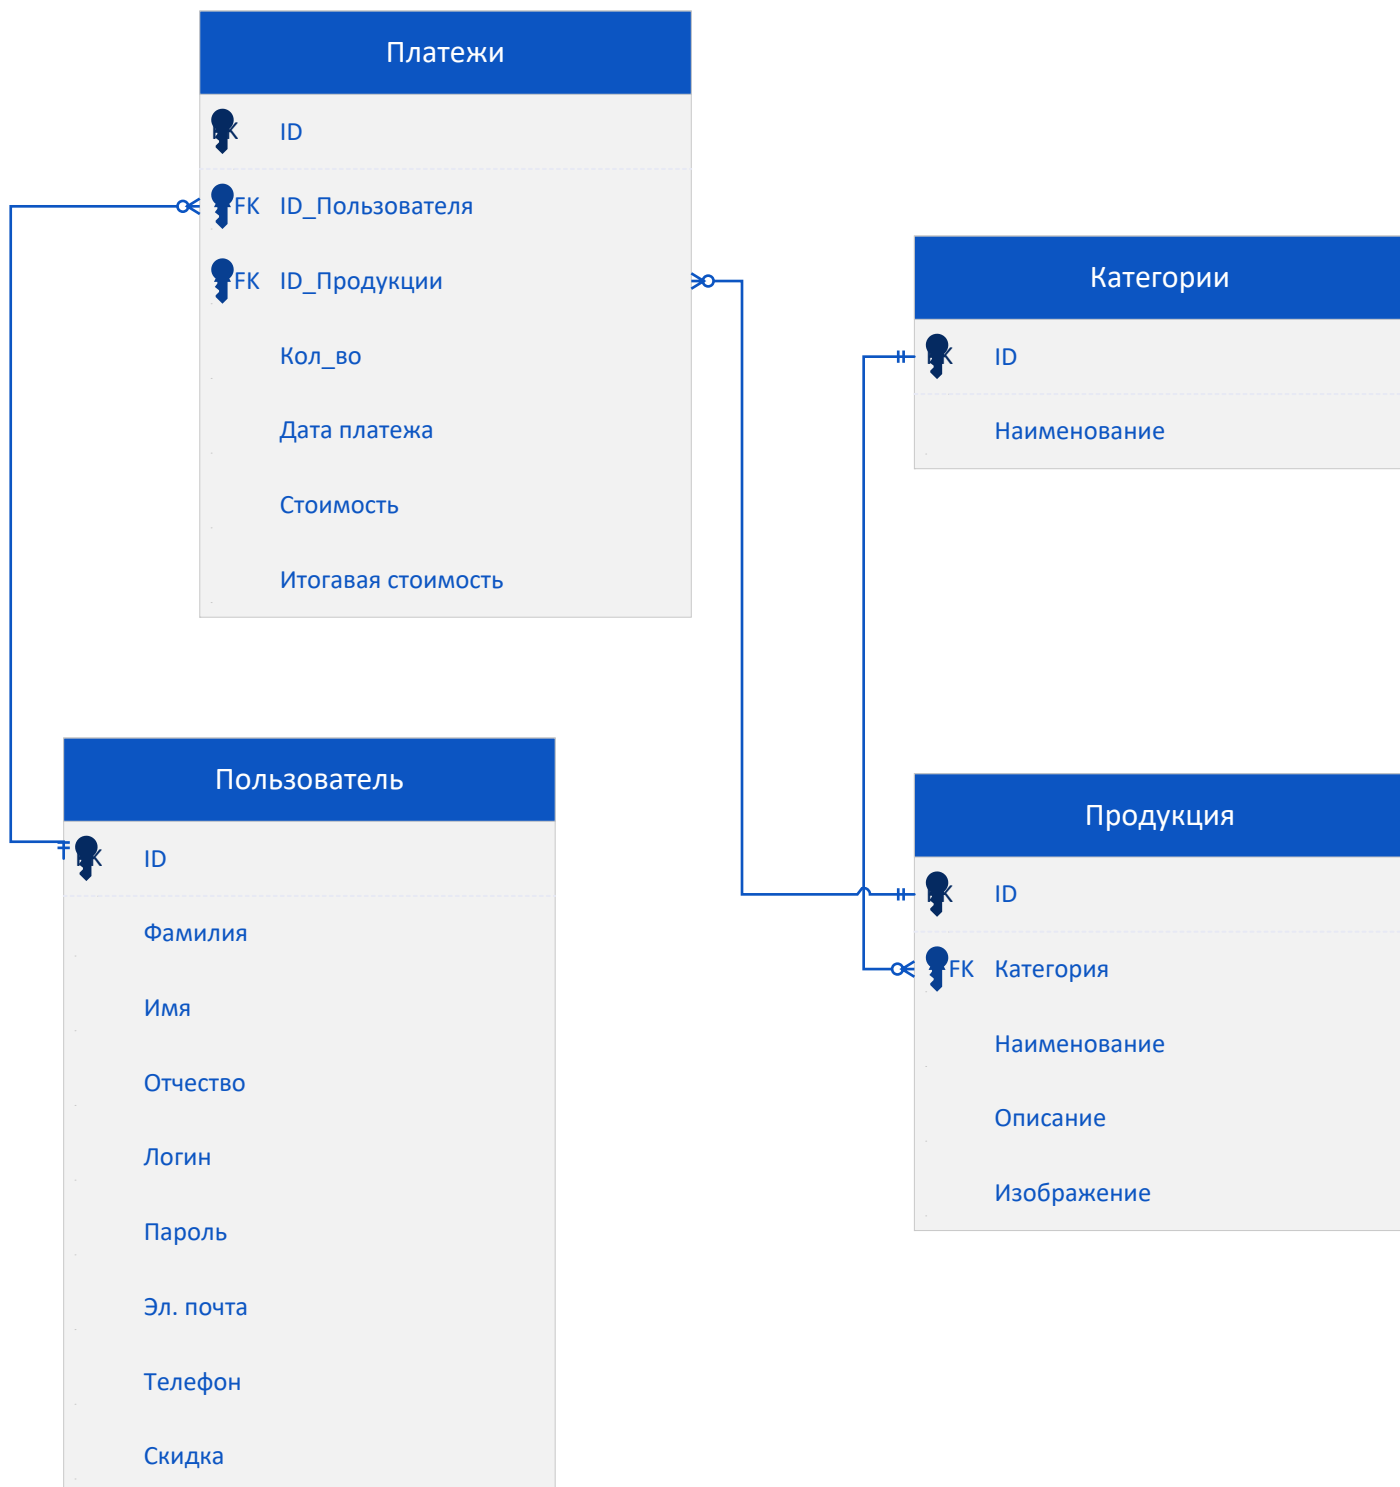 Платежи
ID
FK ID_Пользователя
FK ID_Продукции
Кол_во
Дата платежа
Стоимость
Итогавая стоимость
Категории
ID
Наименование
Пользователь
ID
Фамилия
Имя
Отчество
Логин
Пароль
Эл. почта
Телефон
Скидка
Продукция
ID
FK Категория
Наименование
Описание
Изображение